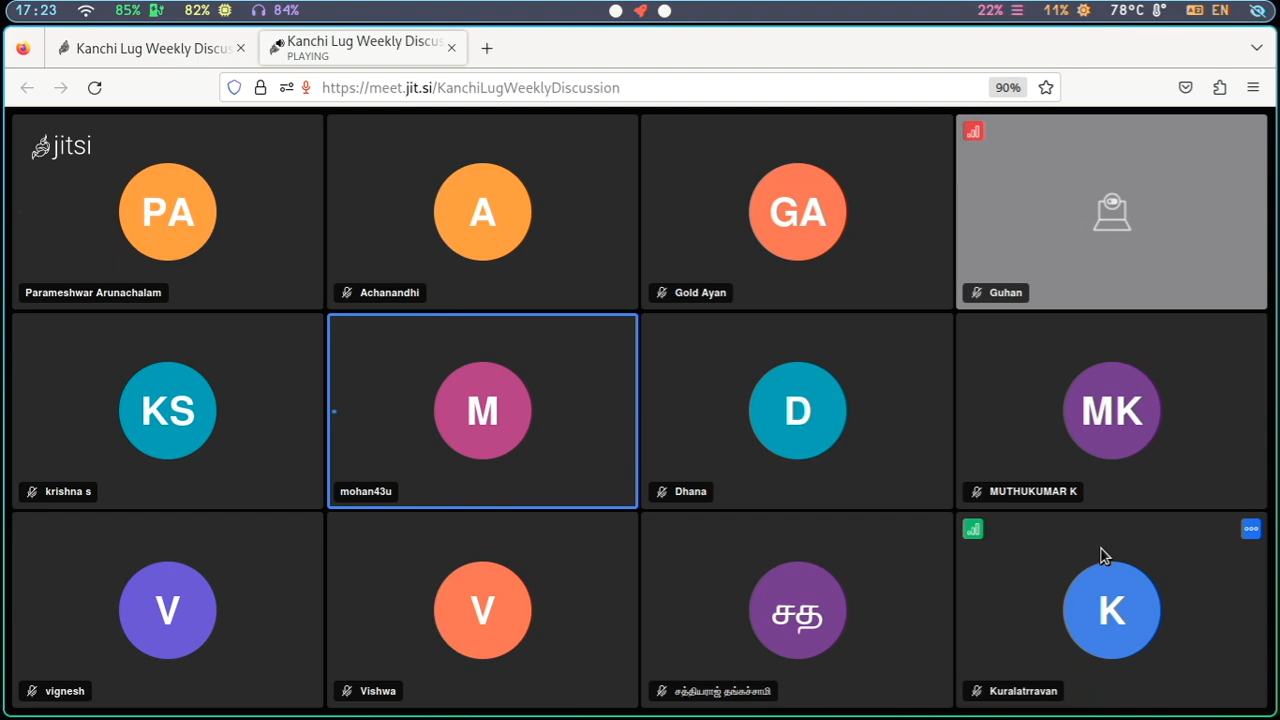 17:23 85% 82% 84% 22% 11% 78°C EN
Kanchi Lug Weekly Discus
Kanchi Lug Weekly Discus
PLAYING
https://meet.jit.si/KanchiLugWeeklyDiscussion 90%
jitsi
PA
Parameshwar Arunachalam
A
Achanandhi
GA
Gold Ayan
Guhan
KS
krishna s
M
mohan43u
D
Dhana
MK
MUTHUKUMAR K
V
vignesh
V
Vishwa
சத
சத்தியராஜ் தங்கச்சாமி
K
Kuralatrravan